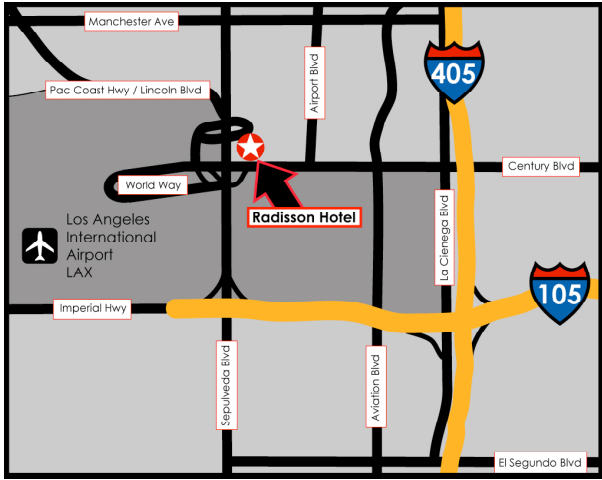 Manchester Ave
405
Airport Blvd
Pac Coast Hwy / Lincoln Blvd
Century Blvd
World Way
Radisson Hotel
Los Angeles
International
Airport
LAX
La Cienega Blvd
105
Imperial Hwy
Sepulveda Blvd
Aviation Blvd
El Segundo Blvd